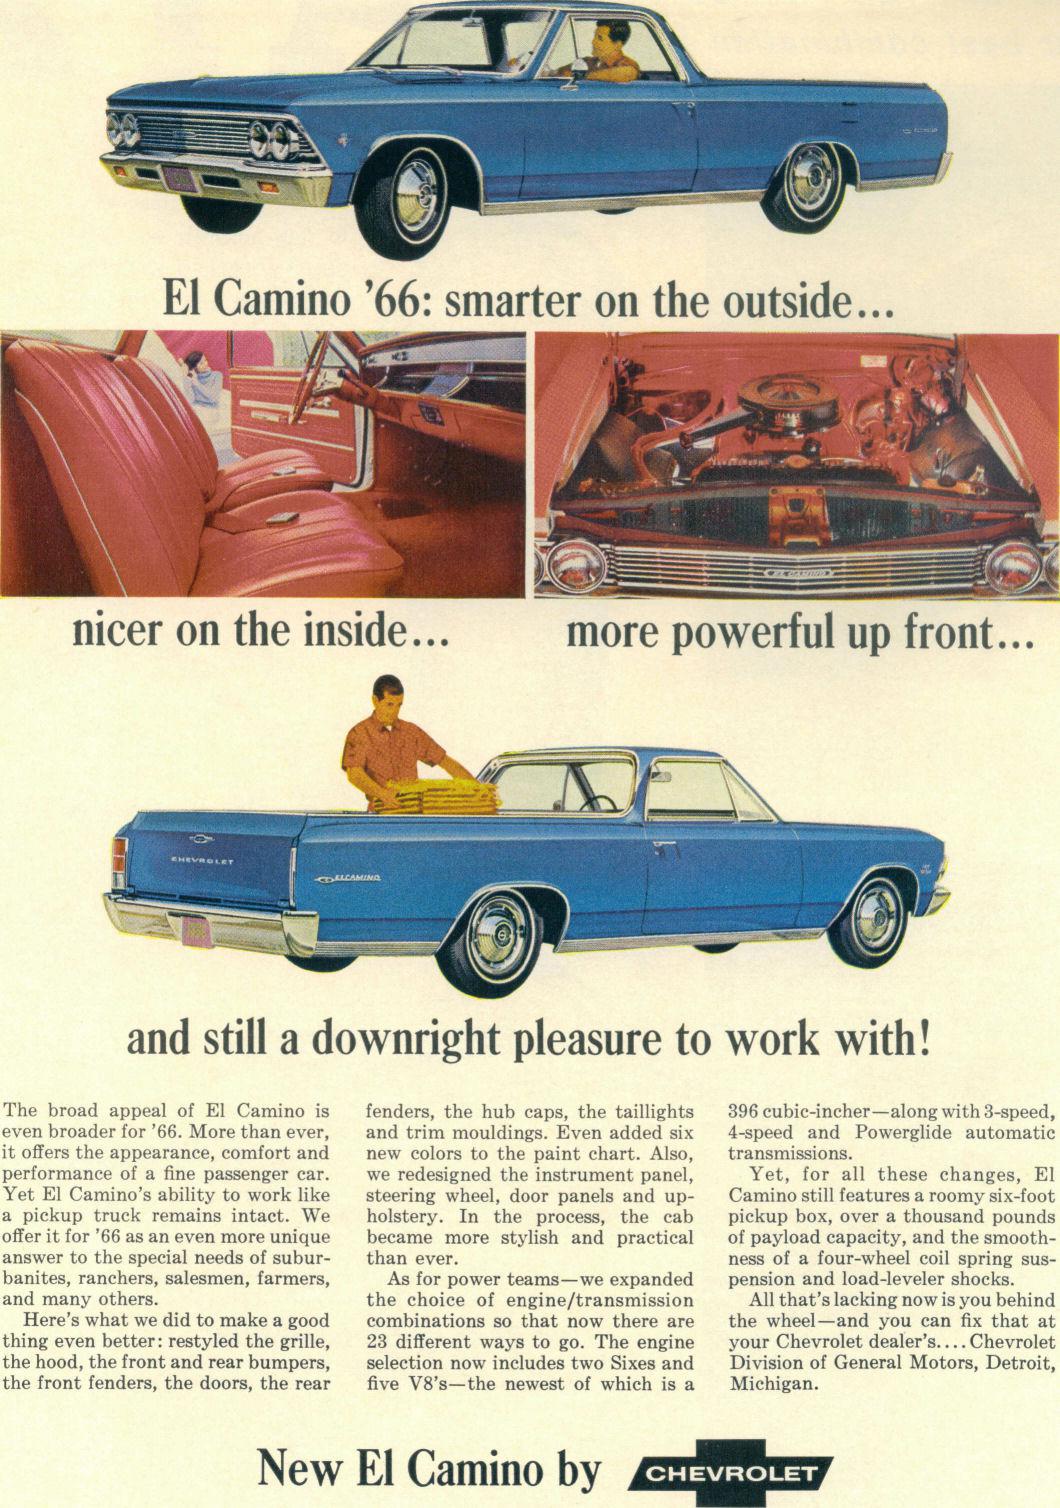 El Camino '66: smarter on the outside...
EL CAMINO
nicer on the inside...
more powerful up front...
CHEVROLET
ELCAMINO
and still a downright pleasure to work with!
The broad appeal of El Camino is
even broader for '66. More than ever,
it offers the appearance, comfort and
performance of a fine passenger car.
Yet El Camino's ability to work like
a pickup truck remains intact. We
offer it for '66 as an even more unique
answer to the special needs of subur-
banites, ranchers, salesmen, farmers,
and many others.
Here's what we did to make a good
thing even better: restyled the grille,
the hood, the front and rear bumpers,
the front fenders, the doors, the rear
fenders, the hub caps, the taillights
and trim mouldings. Even added six
new colors to the paint chart. Also,
we redesigned the instrument panel,
steering wheel, door panels and up-
holstery. In the process, the cab
became more stylish and practical
than ever.
As for power teams—we expanded
the choice of engine/transmission
combinations so that now there are
23 different ways to go. The engine
selection now includes two Sixes and
five V8's—the newest of which is a
396 cubic-incher—along with 3-speed,
4-speed and Powerglide automatic
transmissions.
Yet, for all these changes, El
Camino still features a roomy six-foot
pickup box, over a thousand pounds
of payload capacity, and the smooth-
ness of a four-wheel coil spring sus-
pension and load-leveler shocks.
All that's lacking now is you behind
the wheel—and you can fix that at
your Chevrolet dealer's.... Chevrolet
Division of General Motors, Detroit,
Michigan.
New El Camino by CHEVROLET